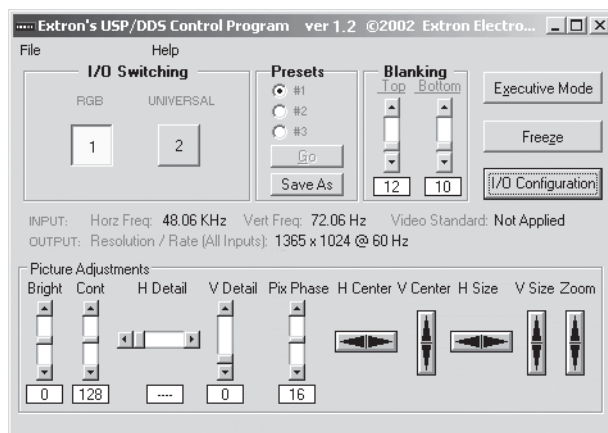 Extron's USP/DDS Control Program ver 1.2 ©2002 Extron Electro...
File Help
I/O Switching
RGB UNIVERSAL
1 2
Presets
#1
#2
#3
Go
Save As
Blanking
Top Bottom
12 10
Executive Mode
Freeze
I/O Configuration
INPUT: Horz Freq: 48.06 KHz Vert Freq: 72.06 Hz Video Standard: Not Applied
OUTPUT: Resolution / Rate (All Inputs): 1365 x 1024 @ 60 Hz
Picture Adjustments
Bright Cont H Detail V Detail Pix Phase H Center V Center H Size V Size Zoom
0 128 ---- 0 16